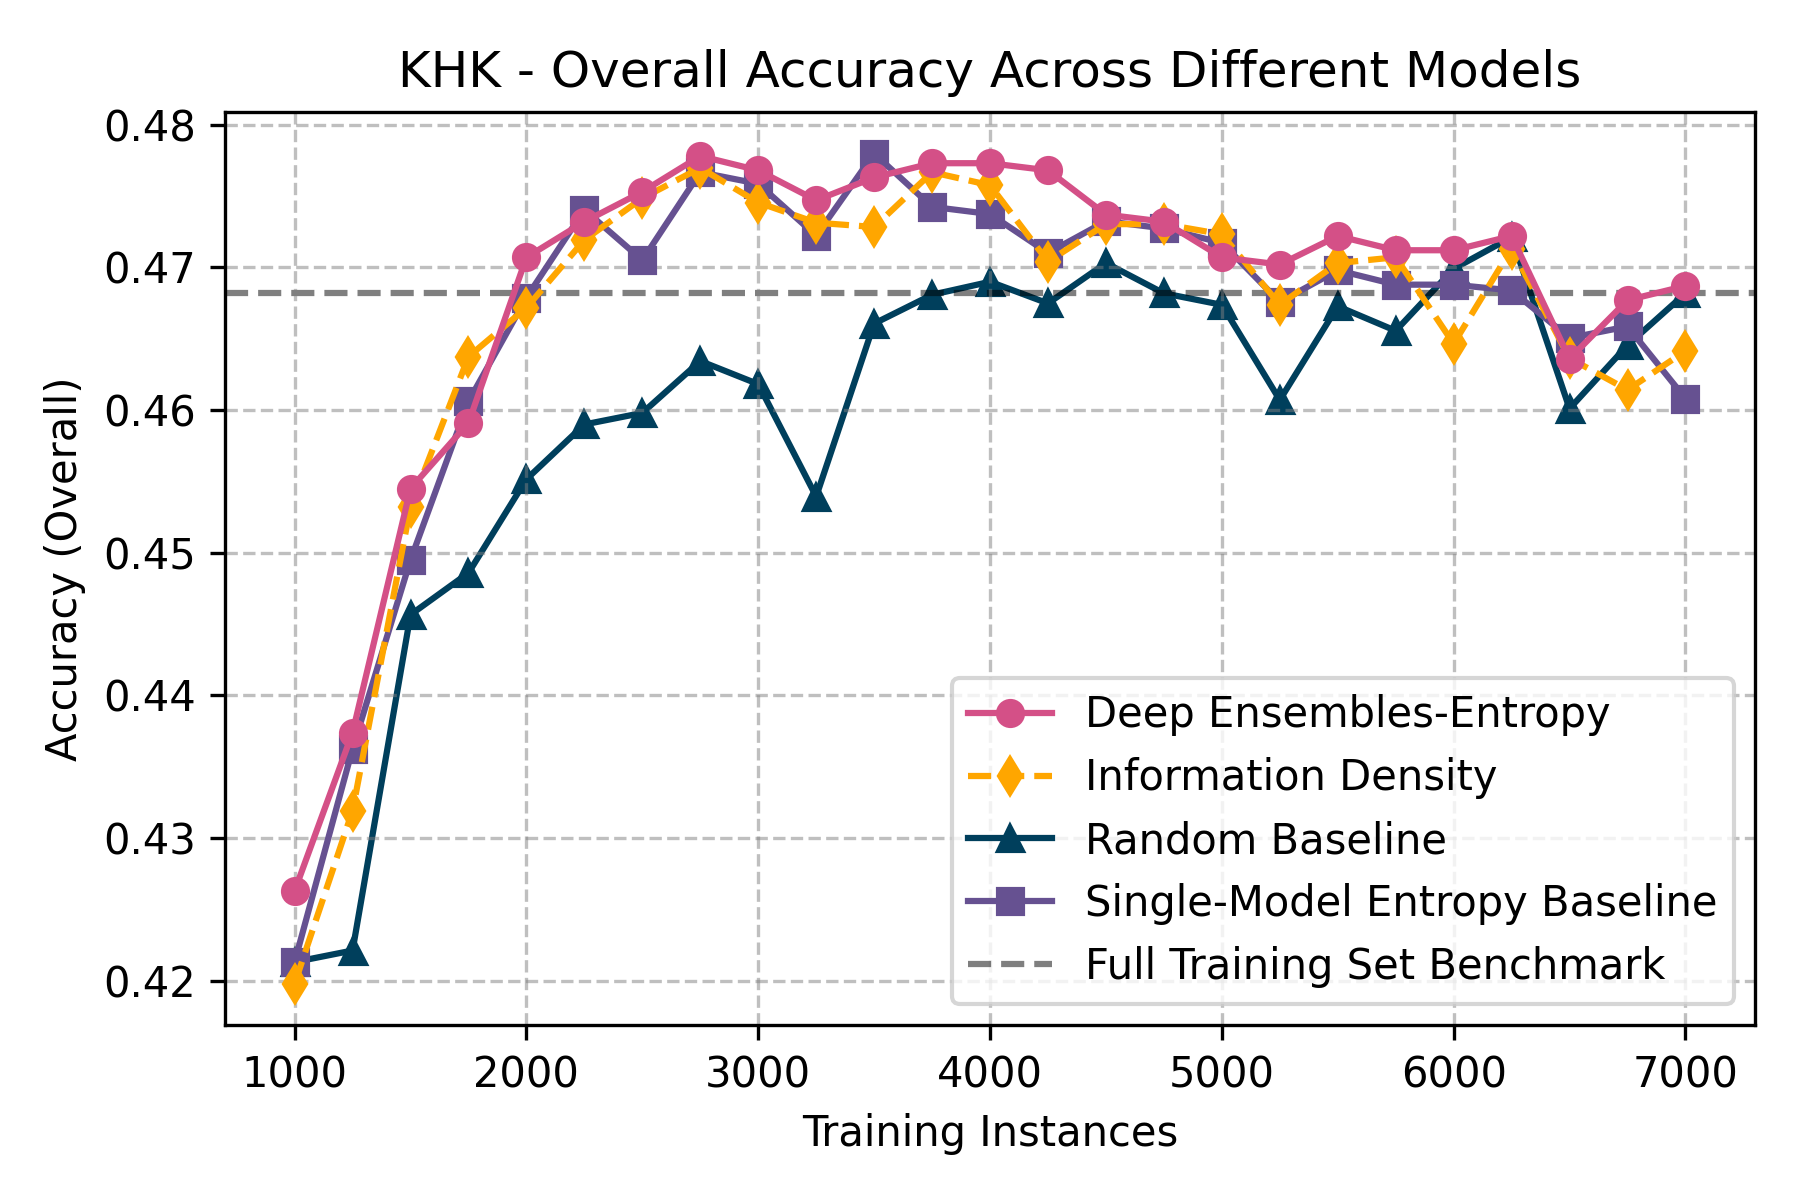 KHK - Overall Accuracy Across Different Models
Accuracy (Overall)
0.48
0.47
0.46
0.45
0.44
0.43
0.42
Deep Ensembles-Entropy
Information Density
Random Baseline
Single-Model Entropy Baseline
Full Training Set Benchmark
1000 2000 3000 4000 5000 6000 7000
Training Instances